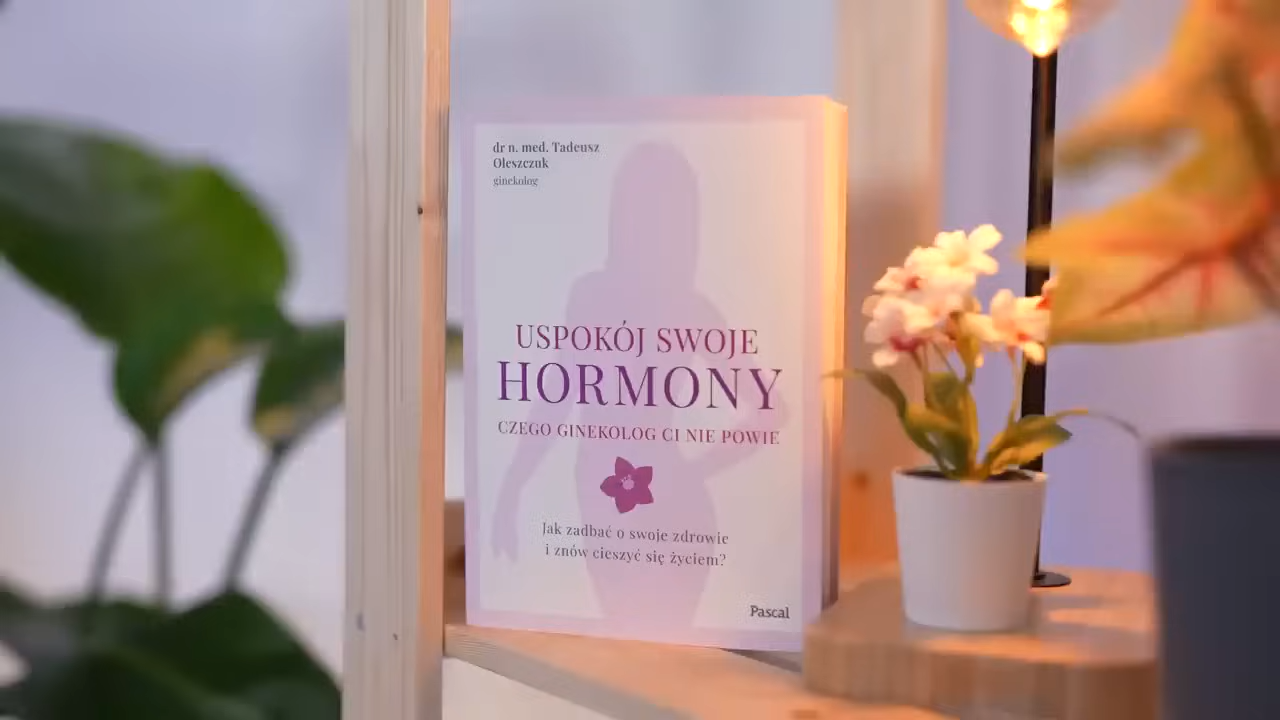 dr n. med. Tadeusz
Oleszczuk
ginekolog
USPOKÓJ SWOJE
HORMONY
CZEGO GINEKOLOG CI NIE POWIE
Jak zadbać o swoje zdrowie
i znów cieszyć się życiem?
Pascal